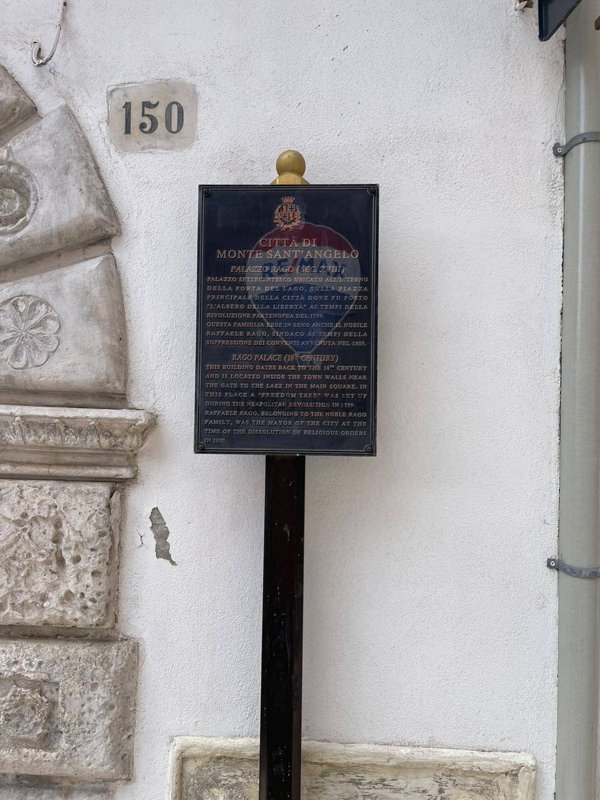 150
CITTÀ DI
MONTE SANT'ANGELO
PALAZZO RAGO (SEC. XVIII)
PALAZZO SETTECENTESCO UBICATO ALL'INTERNO
DELLA PORTA DEL LAGO, SULLA PIAZZA
PRINCIPALE DELLA CITTÀ DOVE FU POSTO
"L'ALBERO DELLA LIBERTÀ" AI TEMPI DELLA
RIVOLUZIONE PARTENOPEA DEL 1799.
QUESTA FAMIGLIA EBBE IN SENO ANCHE IL NOBILE
RAFFAELE RAGO, SINDACO AI TEMPI DELLA
SOPPRESSIONE DEI CONVENTI AVVENUTA NEL 1809.
RAGO PALACE (18TH CENTURY)
THIS BUILDING DATES BACK TO THE 18TH CENTURY
AND IS LOCATED INSIDE THE TOWN WALLS NEAR
THE GATE TO THE LAKE IN THE MAIN SQUARE. IN
THIS PLACE A "FREEDOM TREE" WAS SET UP
DURING THE NEAPOLITAN REVOLUTION IN 1799.
RAFFAELE RAGO, BELONGING TO THE NOBLE RAGO
FAMILY, WAS THE MAYOR OF THE CITY AT THE
TIME OF THE DISSOLUTION OF RELIGIOUS ORDERS
IN 1809.
RE/MAX